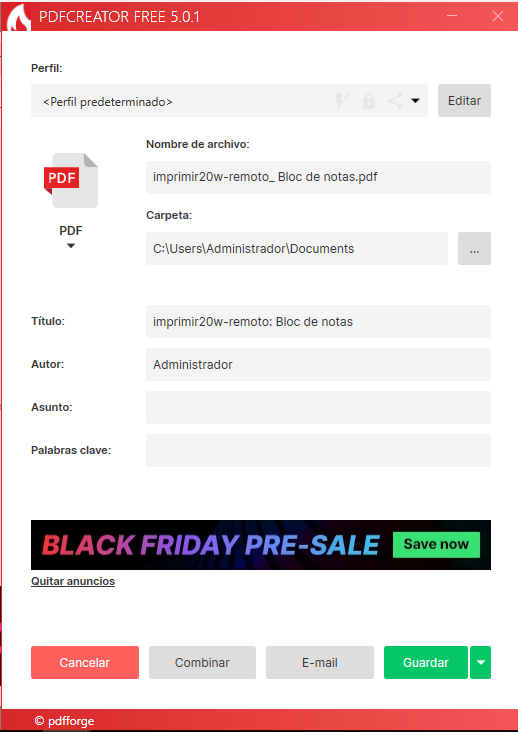 PDFCREATOR FREE 5.0.1
Perfil:
<Perfil predeterminado>
Editar
Nombre de archivo:
imprimir20w-remoto_ Bloc de notas.pdf
PDF
PDF
Carpeta:
C:\Users\Administrador\Documents
...
Título:
imprimir20w-remoto: Bloc de notas
Autor:
Administrador
Asunto:
Palabras clave:
BLACK FRIDAY PRE-SALE
Save now
Quitar anuncios
Cancelar
Combinar
E-mail
Guardar
© pdfforge